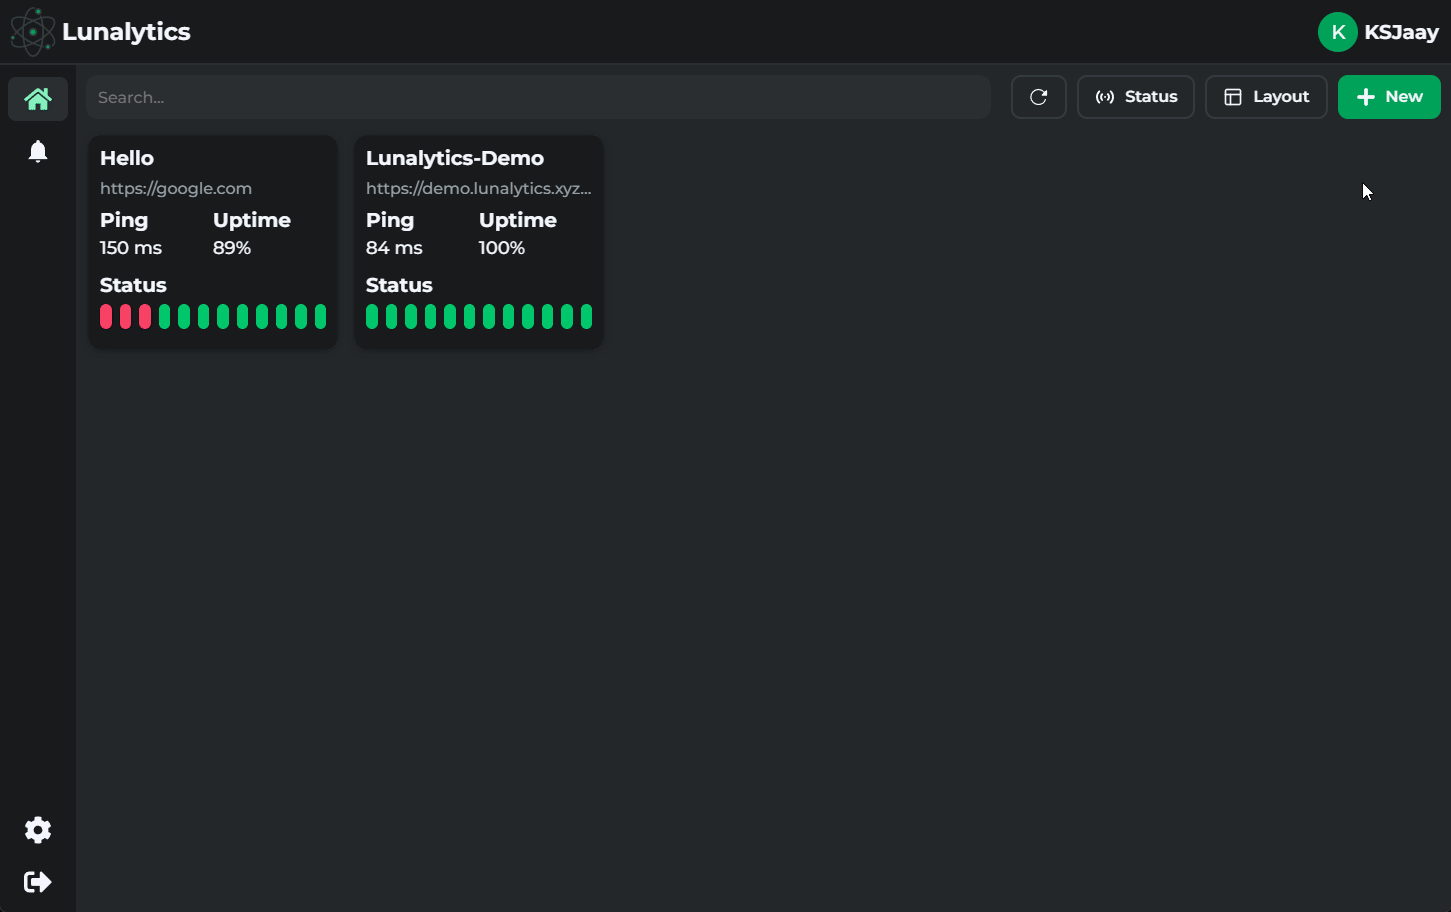 Lunalytics
K KSJaay
Search...
Status
Layout
New
Hello
https://google.com
Ping Uptime
150 ms 89%
Status
Lunalytics-Demo
https://demo.lunalytics.xyz...
Ping Uptime
84 ms 100%
Status